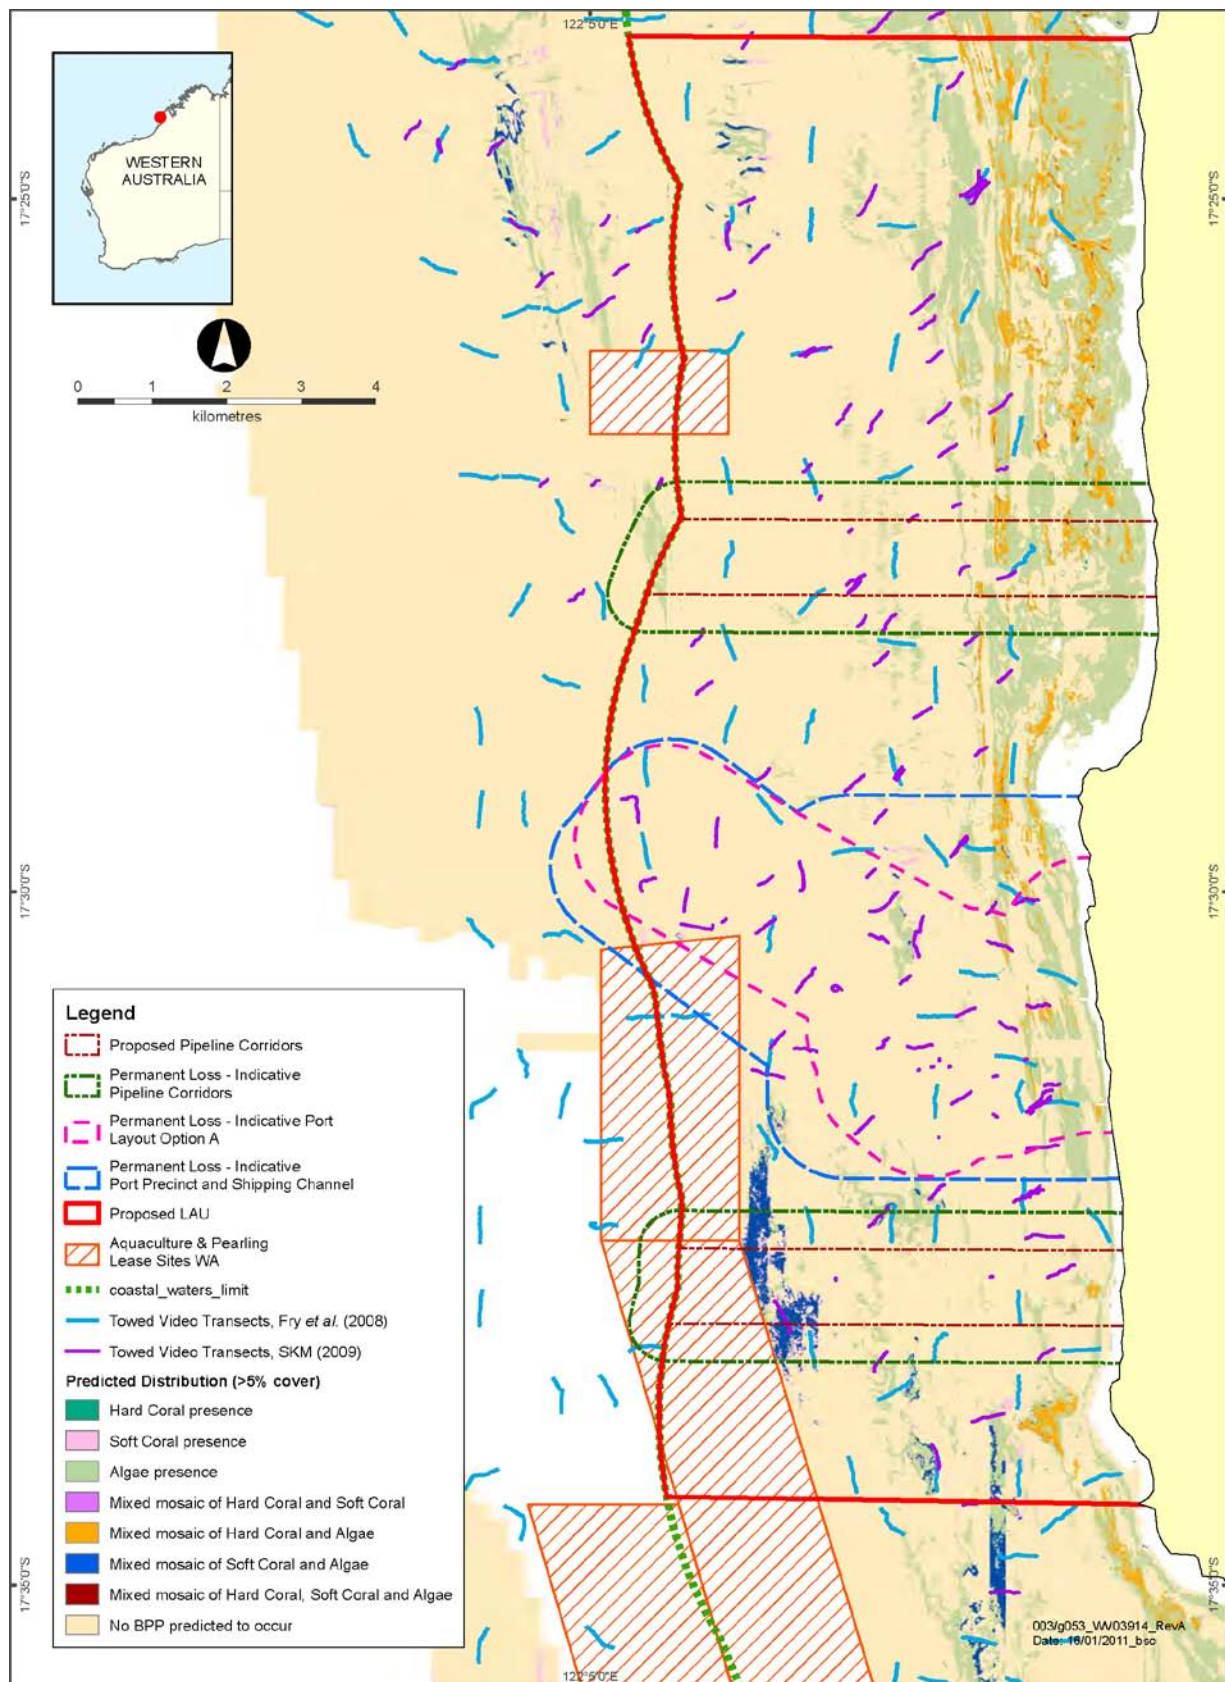 122°5'0"E
WESTERN
AUSTRALIA
17°25'0"S
17°25'0"S
0 1 2 3 4
kilometres
17°30'0"S
17°30'0"S
Legend
Proposed Pipeline Corridors
Permanent Loss - Indicative
Pipeline Corridors
Permanent Loss - Indicative Port
Layout Option A
Permanent Loss - Indicative
Port Precinct and Shipping Channel
Proposed LAU
Aquaculture & Pearling
Lease Sites WA
coastal_waters_limit
Towed Video Transects, Fry et al. (2008)
Towed Video Transects, SKM (2009)
Predicted Distribution (>5% cover)
Hard Coral presence
Soft Coral presence
Algae presence
Mixed mosaic of Hard Coral and Soft Coral
Mixed mosaic of Hard Coral and Algae
Mixed mosaic of Soft Coral and Algae
Mixed mosaic of Hard Coral, Soft Coral and Algae
No BPP predicted to occur
17°35'0"S
17°35'0"S
003/g053_WV03914_RevA
Date: 16/01/2011_bsc
122°5'0"E